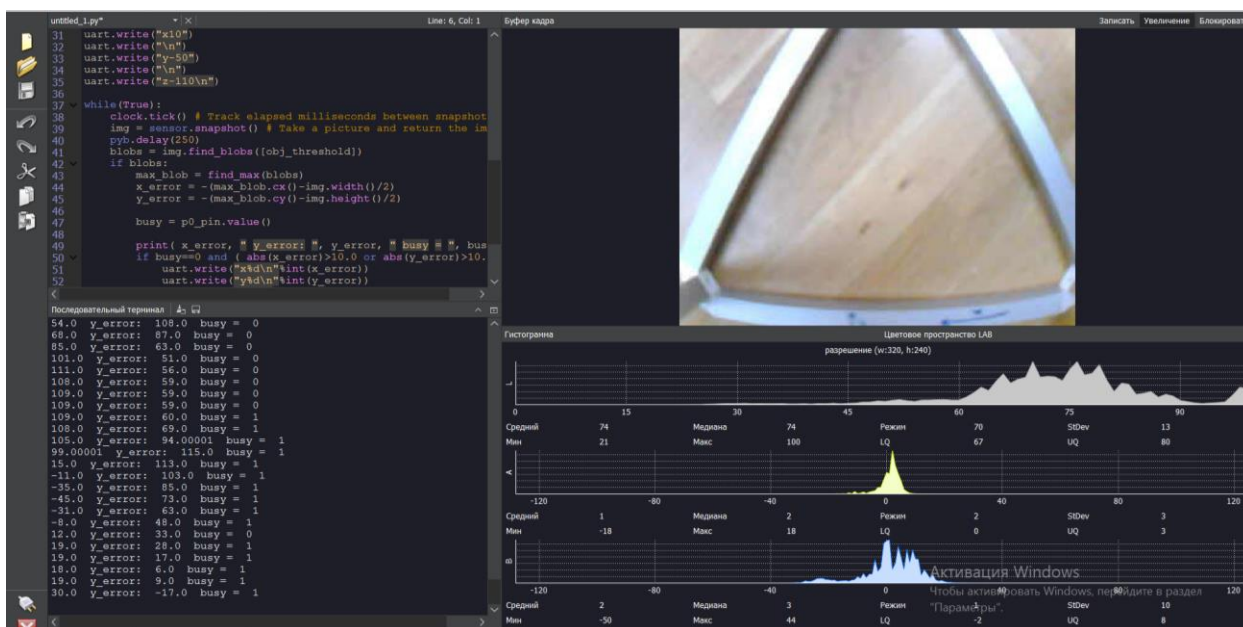 untitled_1.py*
Line: 6, Col: 1
31 uart.write("x10")
32 uart.write("\n")
33 uart.write("y-50")
34 uart.write("\n")
35 uart.write("z-110\n")
36
37 while(True):
38 clock.tick() # Track elapsed milliseconds between snapshot
39 img = sensor.snapshot() # Take a picture and return the im
40 pyb.delay(250)
41 blobs = img.find_blobs([obj_threshold])
42 if blobs:
43 max_blob = find_max(blobs)
44 x_error = -(max_blob.cx()-img.width()/2)
45 y_error = -(max_blob.cy()-img.height()/2)
46
47 busy = p0_pin.value()
48
49 print( x_error, " y_error: ", y_error, " busy = ", bus
50 if busy==0 and ( abs(x_error)>10.0 or abs(y_error)>10.
51 uart.write("x%d\n"%int(x_error))
52 uart.write("y%d\n"%int(y_error))
Последовательный терминал
54.0 y_error: 108.0 busy = 0
68.0 y_error: 87.0 busy = 0
85.0 y_error: 63.0 busy = 0
101.0 y_error: 51.0 busy = 0
111.0 y_error: 56.0 busy = 0
108.0 y_error: 59.0 busy = 0
109.0 y_error: 59.0 busy = 0
109.0 y_error: 59.0 busy = 0
109.0 y_error: 60.0 busy = 1
108.0 y_error: 69.0 busy = 1
105.0 y_error: 94.00001 busy = 1
99.00001 y_error: 115.0 busy = 1
15.0 y_error: 113.0 busy = 1
-11.0 y_error: 103.0 busy = 1
-35.0 y_error: 85.0 busy = 1
-45.0 y_error: 73.0 busy = 1
-31.0 y_error: 63.0 busy = 1
-8.0 y_error: 48.0 busy = 1
12.0 y_error: 33.0 busy = 0
19.0 y_error: 28.0 busy = 1
19.0 y_error: 17.0 busy = 1
18.0 y_error: 6.0 busy = 1
19.0 y_error: 9.0 busy = 1
30.0 y_error: -17.0 busy = 1
Буфер кадра
Записать Увеличение Блокироват
Гистограмма
Цветовое пространство LAB
разрешение (w:320, h:240)
L
0 15 30 45 60 75 90
Средний 74 Медиана 74 Режим 70 StDev 13
Мин 21 Макс 100 LQ 67 UQ 80
A
-120 -80 -40 0 40 80 120
Средний 1 Медиана 2 Режим 2 StDev 3
Мин -18 Макс 18 LQ 0 UQ 3
B
-120 -80 -40 0 40 80 120
Активация Windows
Чтобы активировать Windows, перейдите в раздел
"Параметры".
Средний 2 Медиана 3 Режим StDev 10
Мин -50 Макс 44 LQ -2 UQ 8